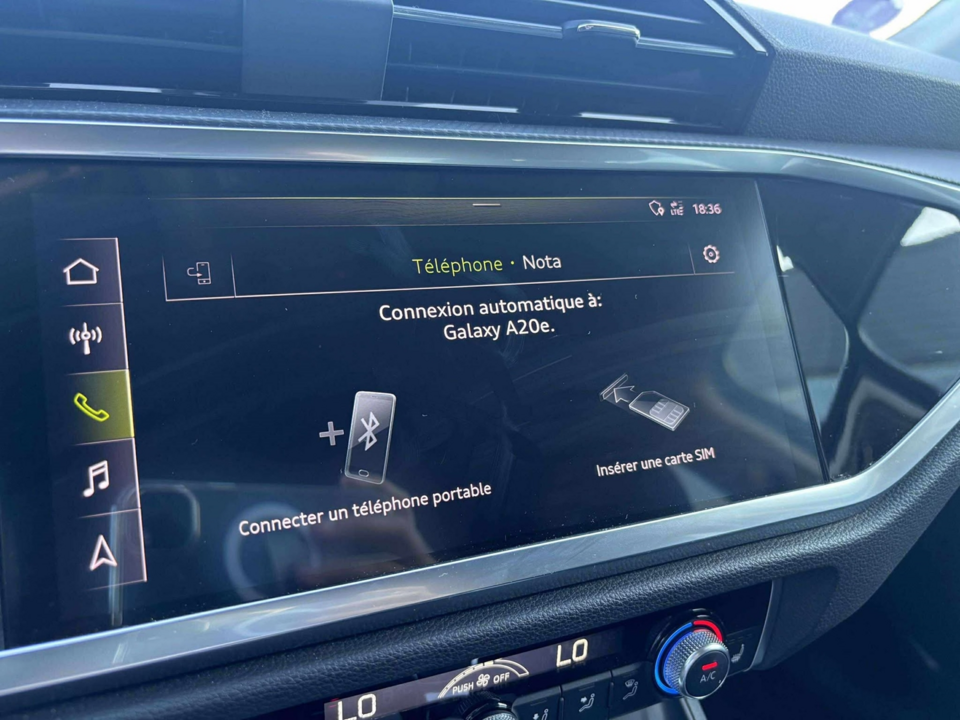 LTE 18:36
Téléphone · Nota
Connexion automatique à:
Galaxy A20e.
Connecter un téléphone portable
Insérer une carte SIM
LO
PUSH OFF
LO
A/C